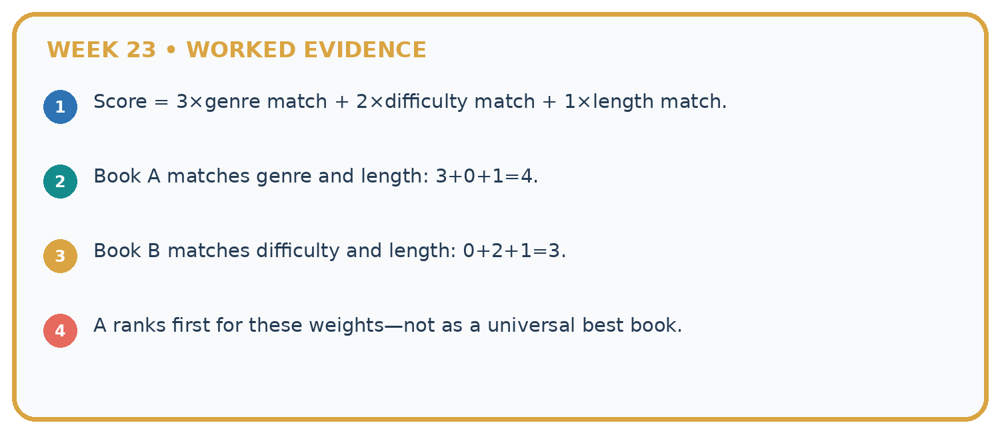 WEEK 23 • WORKED EVIDENCE
1 Score = 3×genre match + 2×difficulty match + 1×length match.
2 Book A matches genre and length: 3+0+1=4.
3 Book B matches difficulty and length: 0+2+1=3.
4 A ranks first for these weights—not as a universal best book.